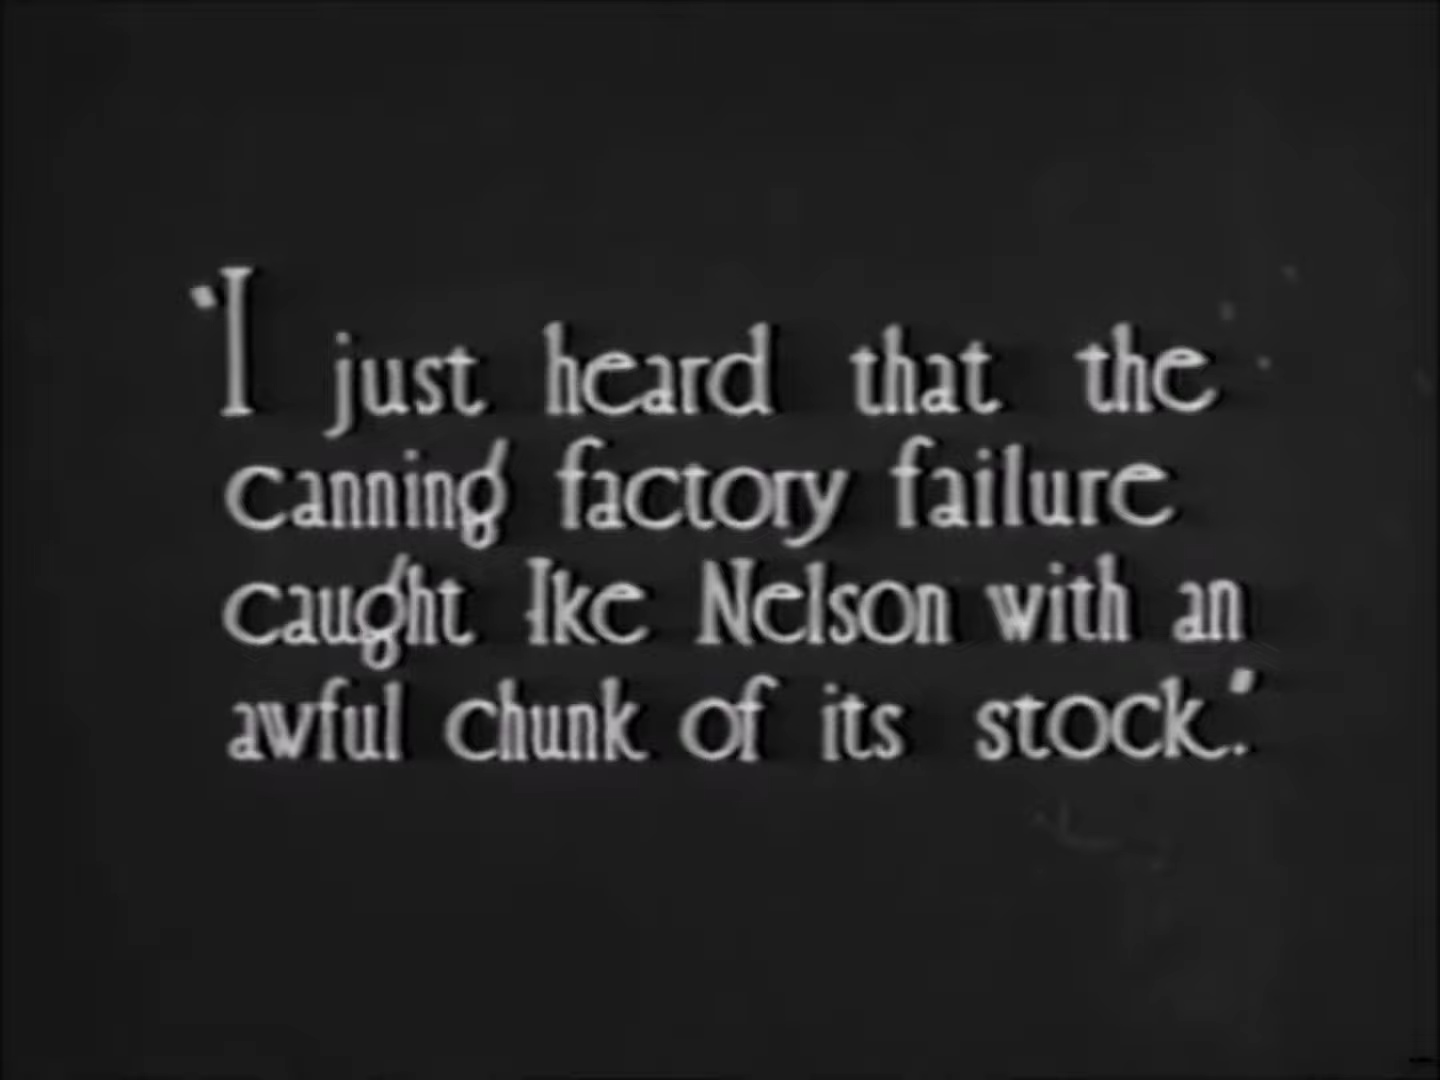 "I just heard that the
canning factory failure
caught Ike Nelson with an
awful chunk of its stock."